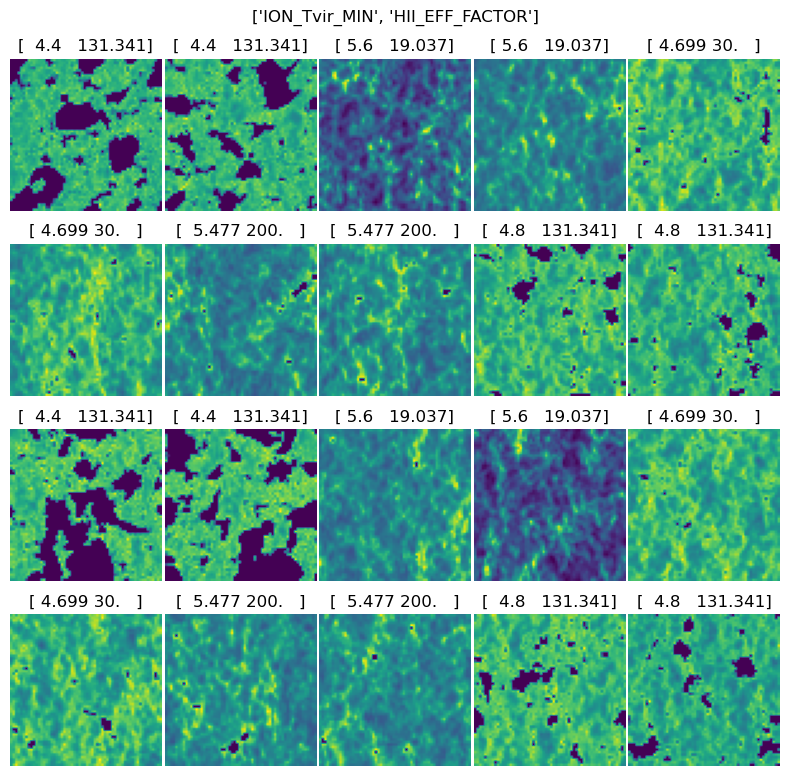 ['ION_Tvir_MIN', 'HII_EFF_FACTOR']
[  4.4   131.341] [  4.4   131.341] [ 5.6   19.037] [ 5.6   19.037] [ 4.699 30.   ]
[ 4.699 30.   ] [  5.477 200.   ] [  5.477 200.   ] [  4.8   131.341] [  4.8   131.341]
[  4.4   131.341] [  4.4   131.341] [ 5.6   19.037] [ 5.6   19.037] [ 4.699 30.   ]
[ 4.699 30.   ] [  5.477 200.   ] [  5.477 200.   ] [  4.8   131.341] [  4.8   131.341]